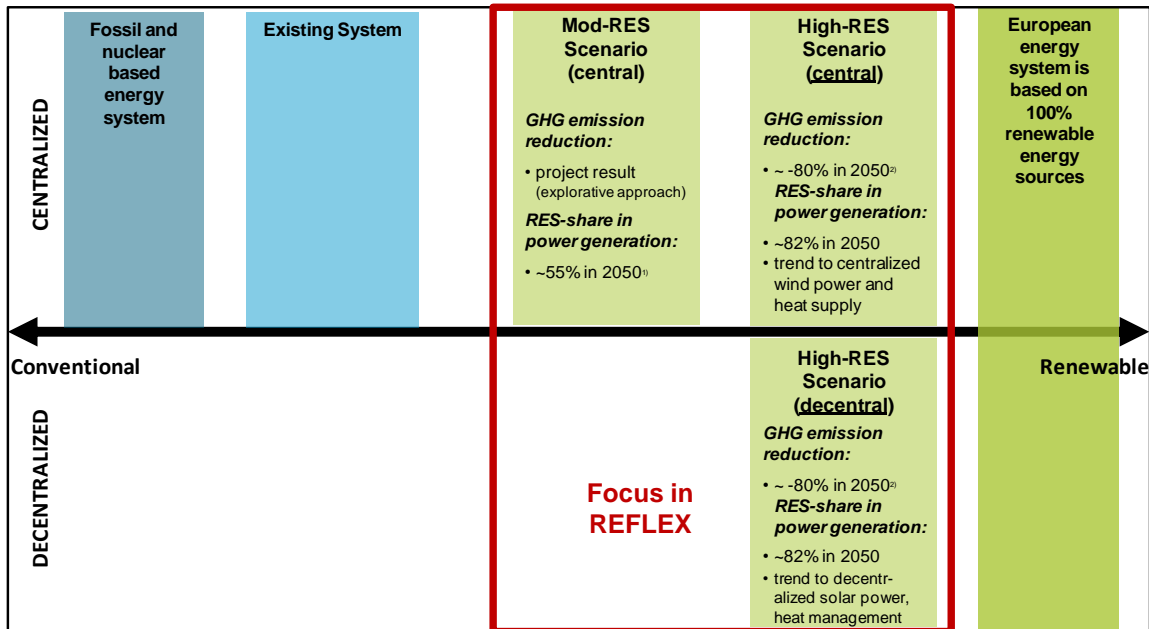 CENTRALIZED
Fossil and
nuclear
based
energy
system
Existing System
Mod-RES
Scenario
(central)
GHG emission
reduction:
• project result
(explorative approach)
RES-share in
power generation:
• ~55% in 2050¹⁾
High-RES
Scenario
(central)
GHG emission
reduction:
• ~ -80% in 2050²⁾
RES-share in
power generation:
• ~82% in 2050
• trend to centralized
wind power and
heat supply
European
energy
system is
based on
100%
renewable
energy
sources
Conventional
Renewable
DECENTRALIZED
Focus in
REFLEX
High-RES
Scenario
(decentral)
GHG emission
reduction:
• ~ -80% in 2050²⁾
RES-share in
power generation:
• ~82% in 2050
• trend to decentr-
alized solar power,
heat management